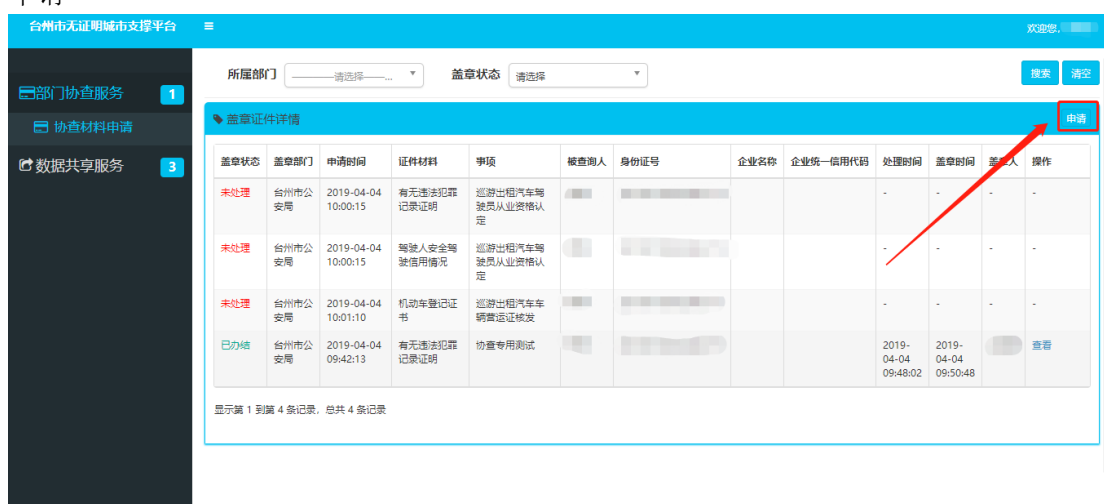 台州市无证明城市支撑平台
欢迎您,
部门协查服务 1
协查材料申请
数据共享服务 3
所属部门 ———请选择——... 盖章状态 请选择 搜索 清空
盖章证件详情 申请
盖章状态 盖章部门 申请时间 证件材料 事项 被查询人 身份证号 企业名称 企业统一信用代码 处理时间 盖章时间 盖章人 操作
未处理 台州市公 2019-04-04 有无违法犯罪 巡游出租汽车驾 - - - -
安局 10:00:15 记录证明 驶员从业资格认
定
未处理 台州市公 2019-04-04 驾驶人安全驾 巡游出租汽车驾 - - - -
安局 10:00:15 驶信用情况 驶员从业资格认
定
未处理 台州市公 2019-04-04 机动车登记证 巡游出租汽车车 - - - -
安局 10:01:10 书 辆营运证核发
已办结 台州市公 2019-04-04 有无违法犯罪 协查专用测试 2019- 2019- 查看
安局 09:42:13 记录证明 04-04 04-04
09:48:02 09:50:48
显示第 1 到第 4 条记录，总共 4 条记录